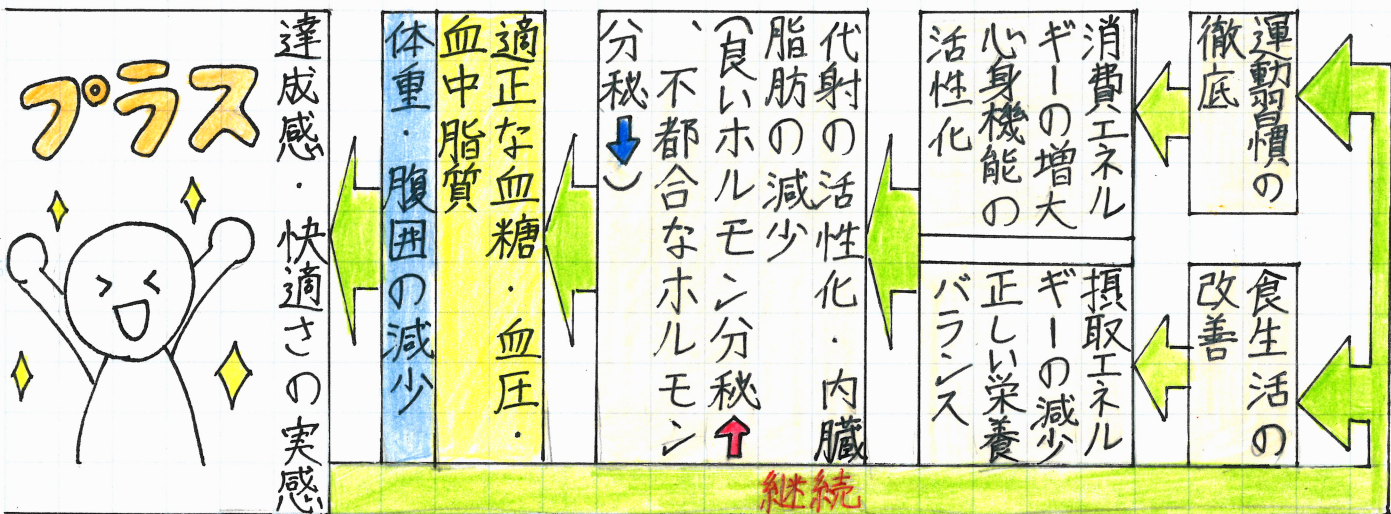 運動習慣の
徹底
食生活の
改善
消費エネル
ギーの増大
心身機能の
活性化
摂取エネル
ギーの減少
正しい栄養
バランス
代射の活性化・内臓
脂肪の減少
(良いホルモン分秘
、不都合なホルモン
分秘)
適正な血糖・血圧・
血中脂質
体重・腹囲の減少
達成感・快適さの実感
プラス
継続